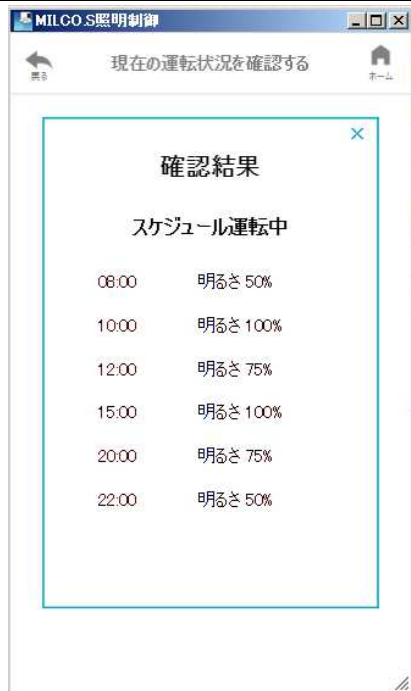 MILCO.S照明制御
戻る
現在の運転状況を確認する
ホーム
確認結果
スケジュール運転中
08:00 明るさ 50%
10:00 明るさ 100%
12:00 明るさ 75%
15:00 明るさ 100%
20:00 明るさ 75%
22:00 明るさ 50%